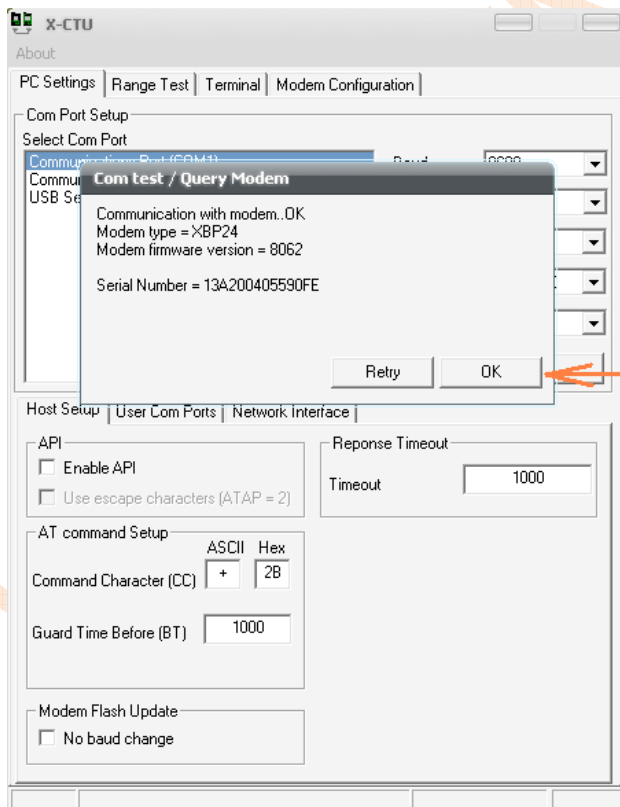 X-CTU
About
PC Settings Range Test Terminal Modem Configuration
Com Port Setup
Select Com Port
Com test / Query Modem
Communication with modem..OK
Modem type = XBP24
Modem firmware version = 8062
Serial Number = 13A200405590FE
Retry OK
Host Setup User Com Ports Network Interface
API
Enable API
Use escape characters (ATAP = 2)
Reponse Timeout
Timeout 1000
AT command Setup
ASCII Hex
Command Character (CC) + 2B
Guard Time Before (BT) 1000
Modem Flash Update
No baud change